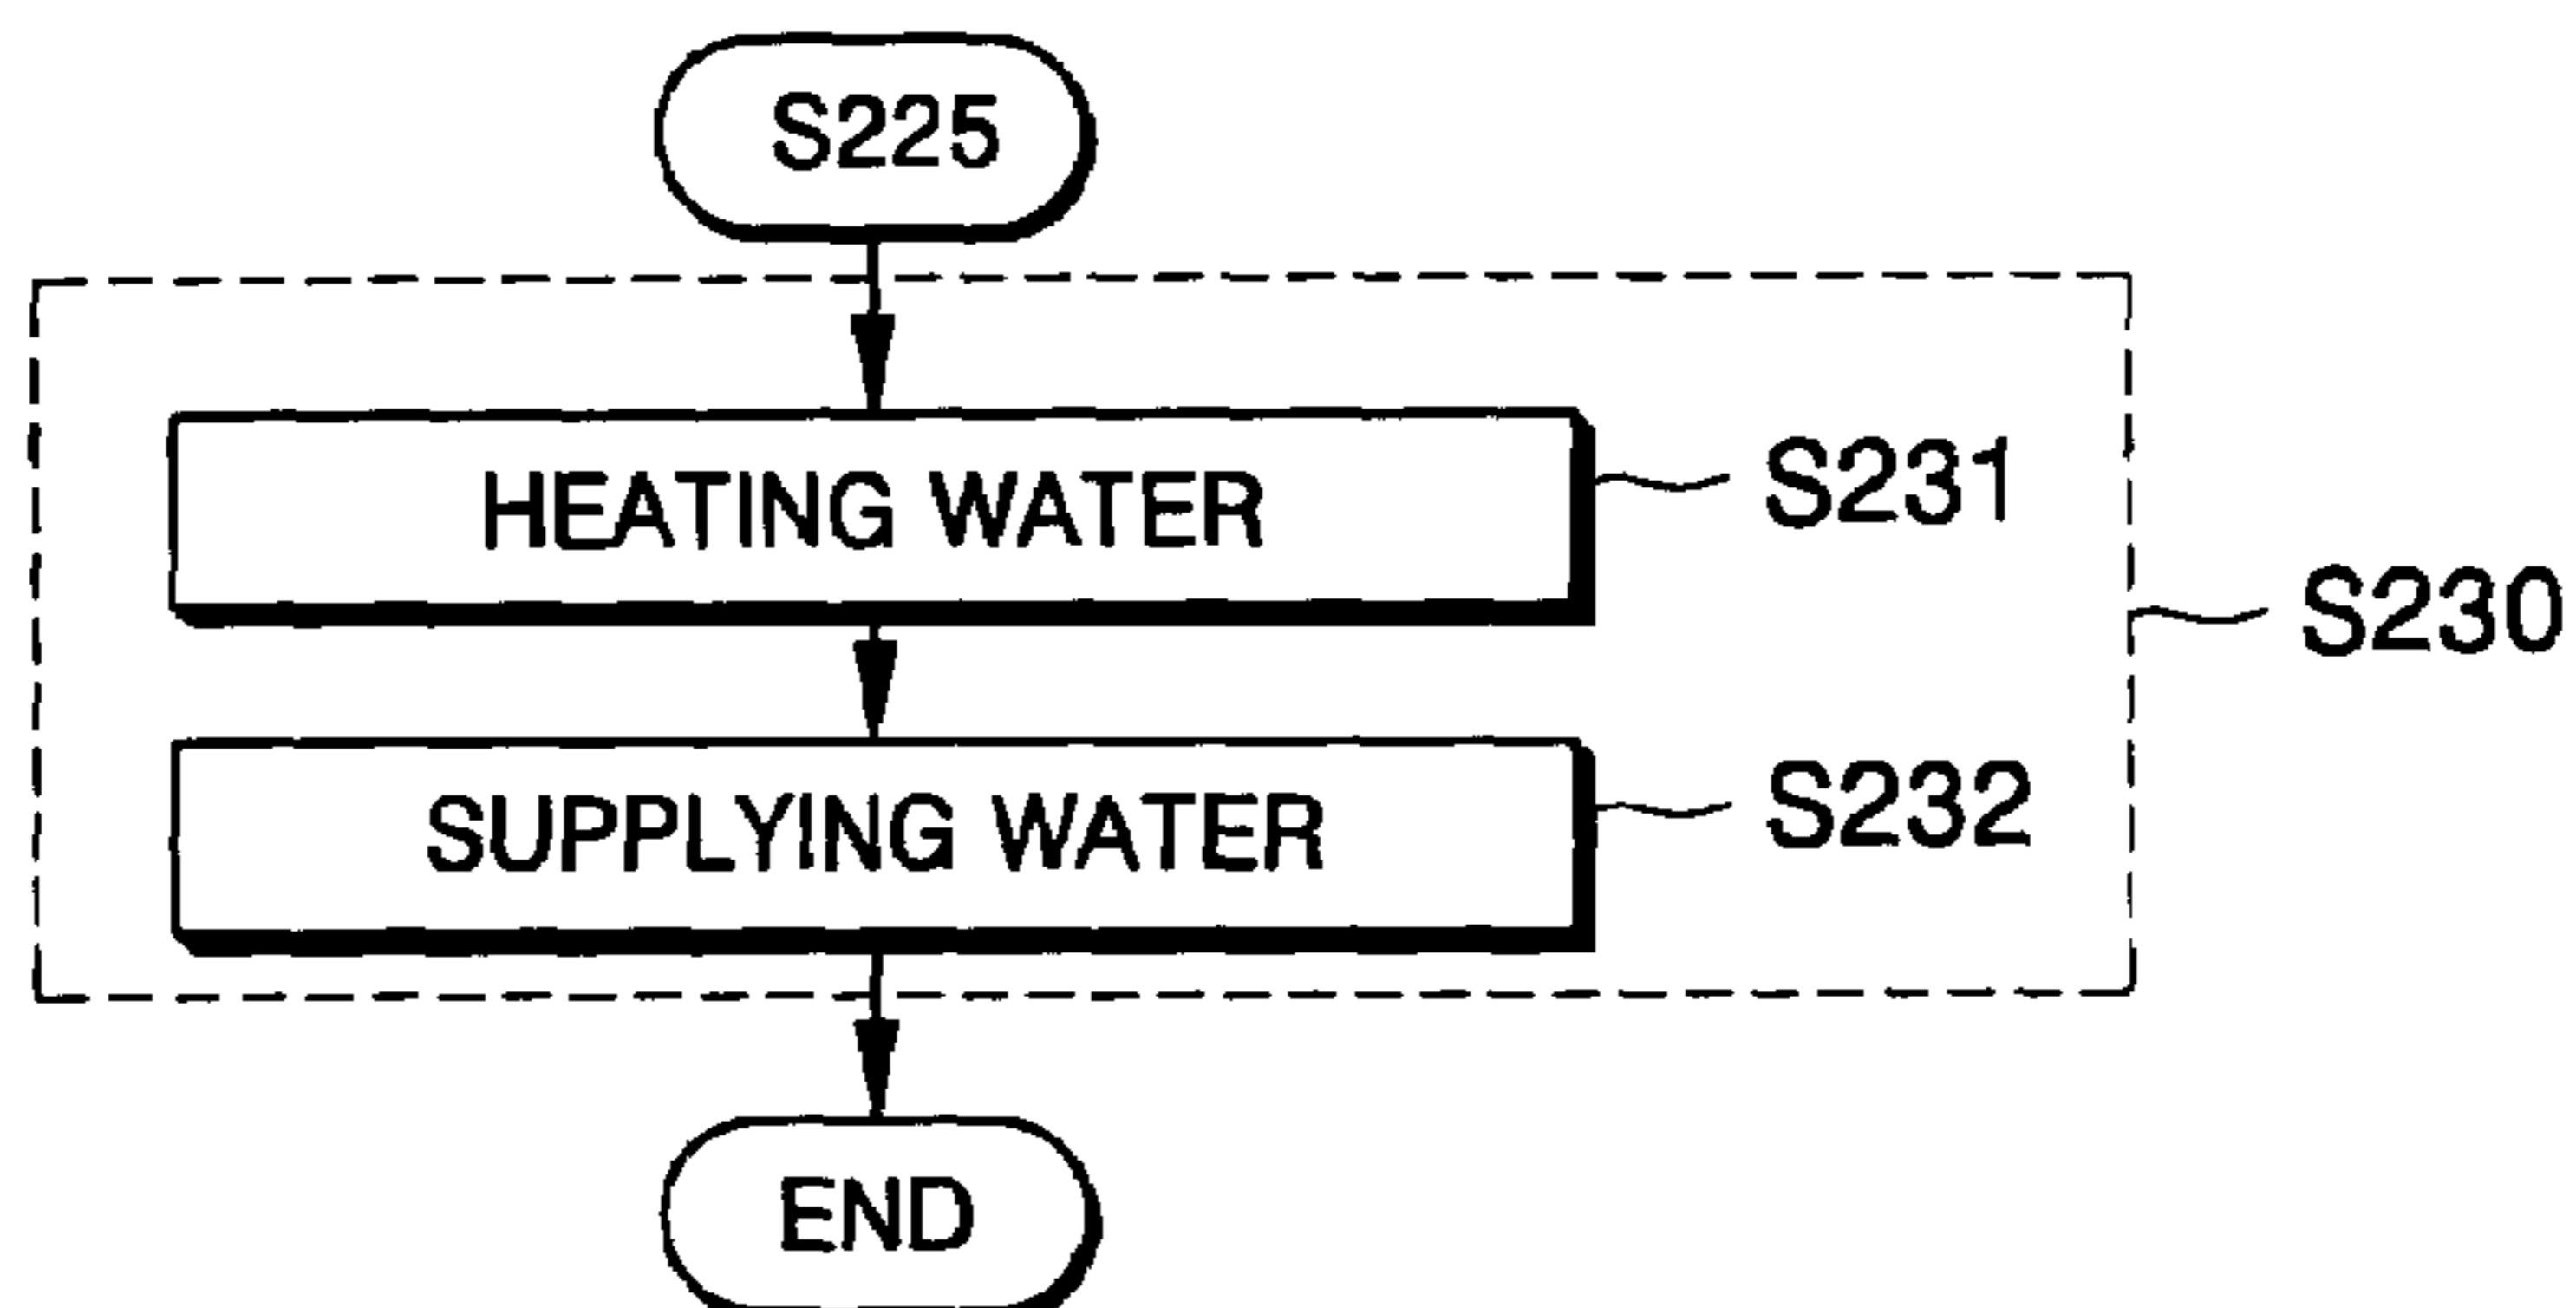 S225
HEATING WATER
S231
S230
SUPPLYING WATER
S232
END